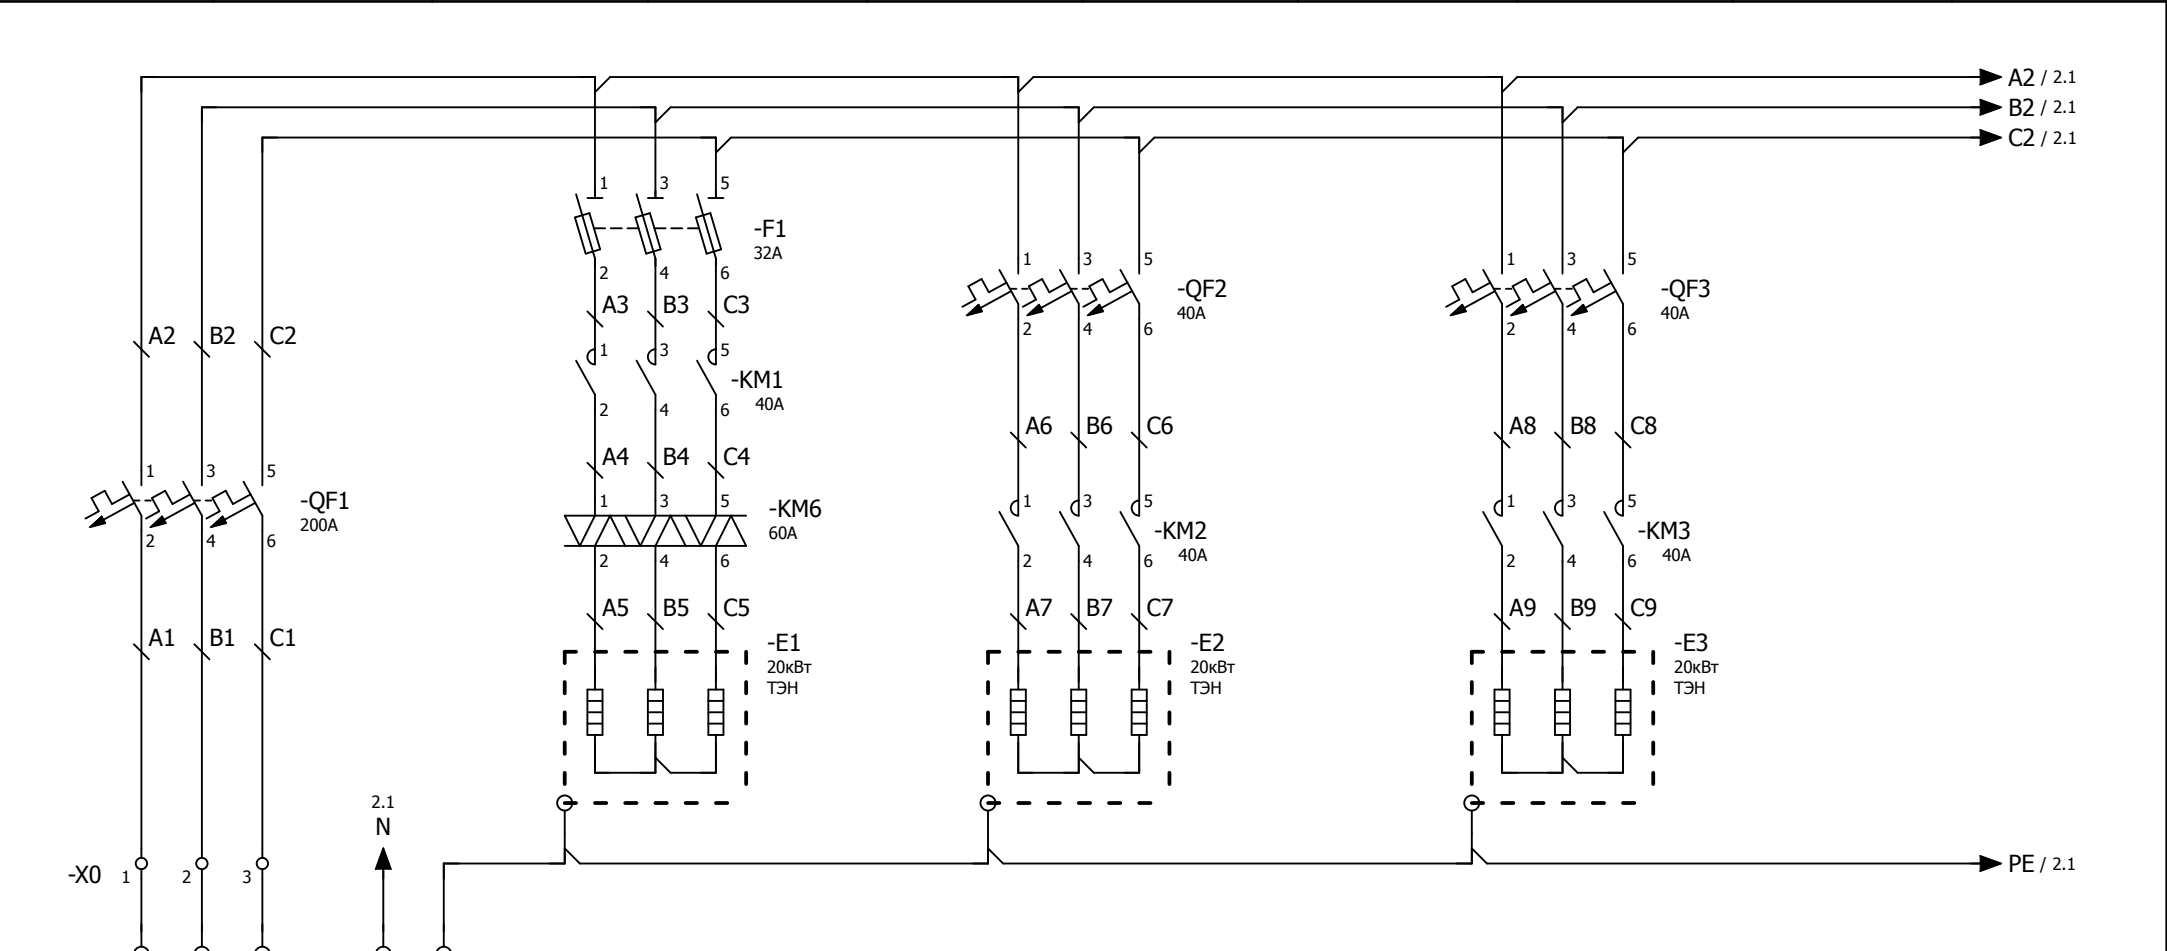 A2 / 2.1
B2 / 2.1
C2 / 2.1
1 3 5
-F1
32A
2 4 6
A3 B3 C3
1 3 5
-KM1
40A
2 4 6
A4 B4 C4
1 3 5
-KM6
60A
2 4 6
A5 B5 C5
-E1
20кВт
ТЭН
A2 B2 C2
1 3 5
-QF1
200A
2 4 6
A1 B1 C1
-X0 1 2 3
2.1
N
1 3 5
-QF2
40A
2 4 6
A6 B6 C6
1 3 5
-KM2
40A
2 4 6
A7 B7 C7
-E2
20кВт
ТЭН
1 3 5
-QF3
40A
2 4 6
A8 B8 C8
1 3 5
-KM3
40A
2 4 6
A9 B9 C9
-E3
20кВт
ТЭН
PE / 2.1